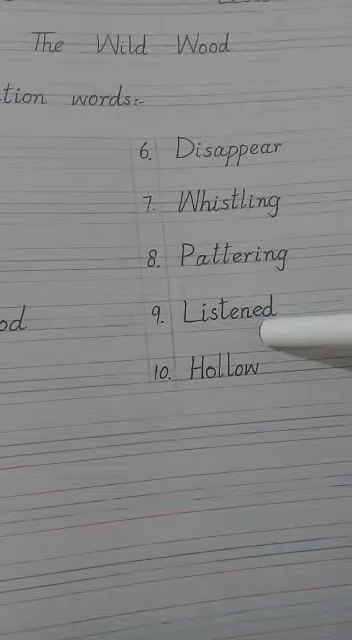 The Wild Wood
tion words:-
6. Disappear
7. Whistling
8. Pattering
9. Listened
od
10. Hollow